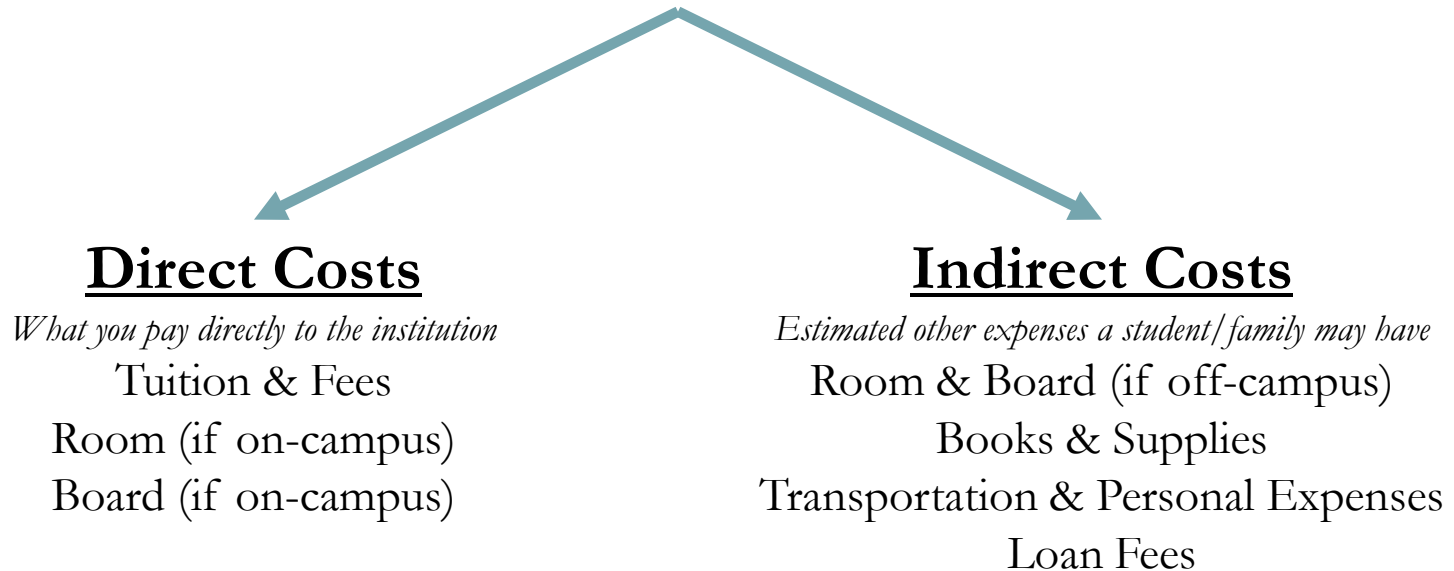 Direct Costs
What you pay directly to the institution
Tuition & Fees
Room (if on-campus)
Board (if on-campus)
Indirect Costs
Estimated other expenses a student/family may have
Room & Board (if off-campus)
Books & Supplies
Transportation & Personal Expenses
Loan Fees